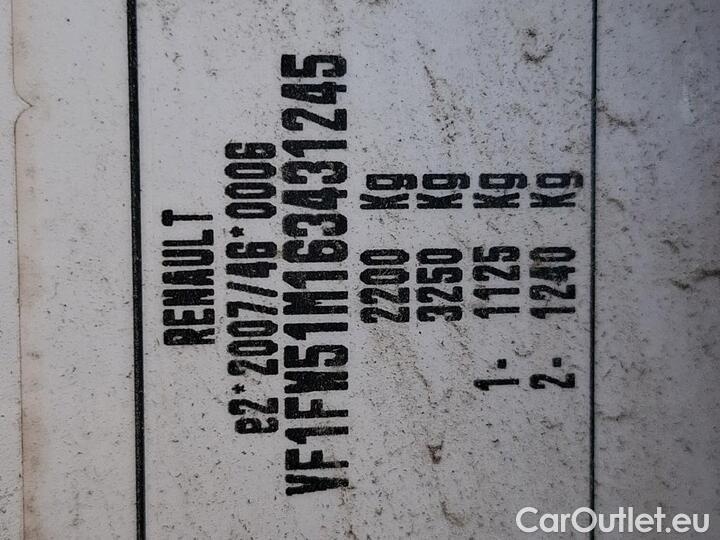 RENAULT
e2*2007/46*0006
VF1FW51M163431245
2200 Kg
3250 Kg
1- 1125 Kg
2- 1240 Kg
CarOutlet.eu